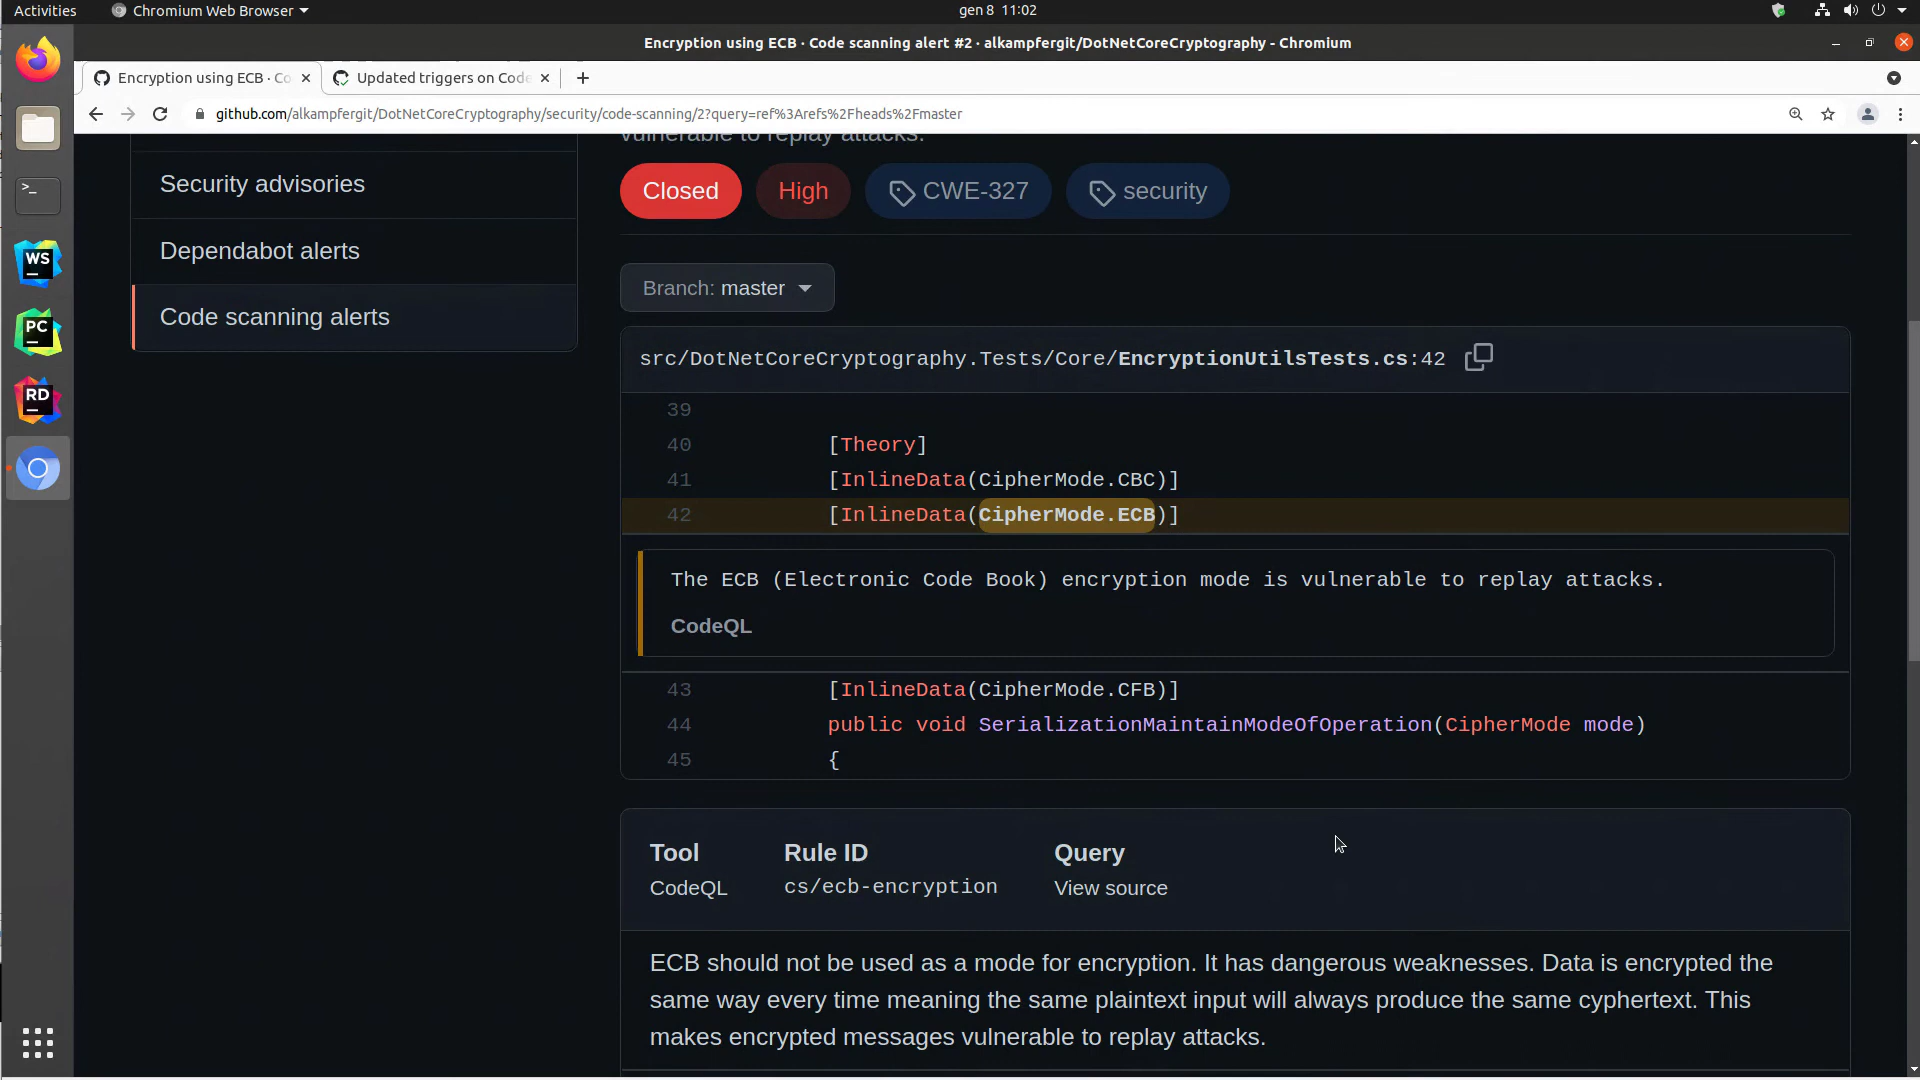 Activities
Chromium Web Browser
gen 8 11:02
Encryption using ECB · Code scanning alert #2 · alkampfergit/DotNetCoreCryptography - Chromium
Encryption using ECB · Co
Updated triggers on Code
github.com/alkampfergit/DotNetCoreCryptography/security/code-scanning/2?query=ref%3Arefs%2Fheads%2Fmaster
vulnerable to replay attacks.
Security advisories
Dependabot alerts
Code scanning alerts
Closed
High
CWE-327
security
Branch: master
src/DotNetCoreCryptography.Tests/Core/EncryptionUtilsTests.cs:42
39
40 [Theory]
41 [InlineData(CipherMode.CBC)]
42 [InlineData(CipherMode.ECB)]
The ECB (Electronic Code Book) encryption mode is vulnerable to replay attacks.
CodeQL
43 [InlineData(CipherMode.CFB)]
44 public void SerializationMaintainModeOfOperation(CipherMode mode)
45 {
Tool Rule ID Query
CodeQL cs/ecb-encryption View source
ECB should not be used as a mode for encryption. It has dangerous weaknesses. Data is encrypted the
same way every time meaning the same plaintext input will always produce the same cyphertext. This
makes encrypted messages vulnerable to replay attacks.
WS
PC
RD